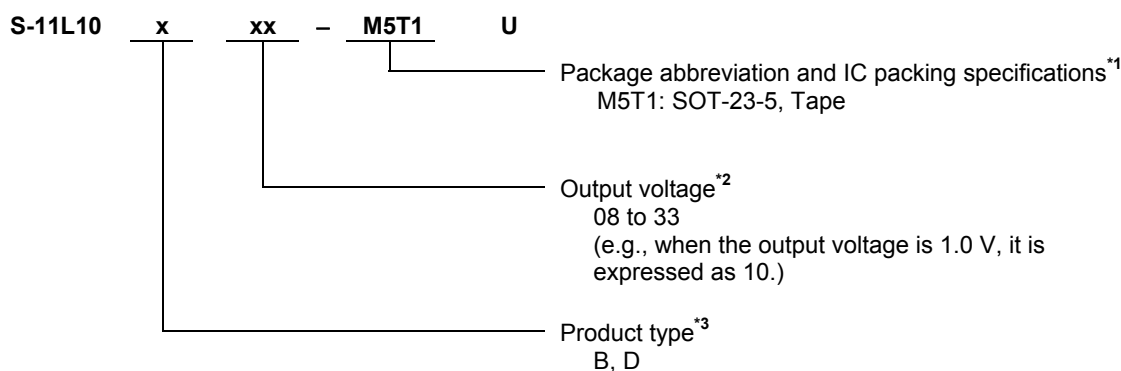 S-11L10 x xx – M5T1 U
Package abbreviation and IC packing specifications*1
M5T1: SOT-23-5, Tape
Output voltage*2
08 to 33
(e.g., when the output voltage is 1.0 V, it is
expressed as 10.)
Product type*3
B, D